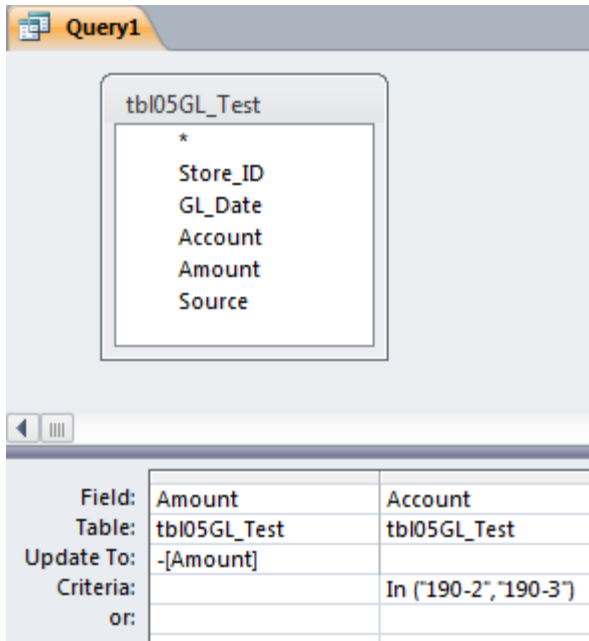 Query1
tbl05GL_Test
*
Store_ID
GL_Date
Account
Amount
Source
Field: Amount Account
Table: tbl05GL_Test tbl05GL_Test
Update To: -[Amount]
Criteria: In ("190-2","190-3")
or: